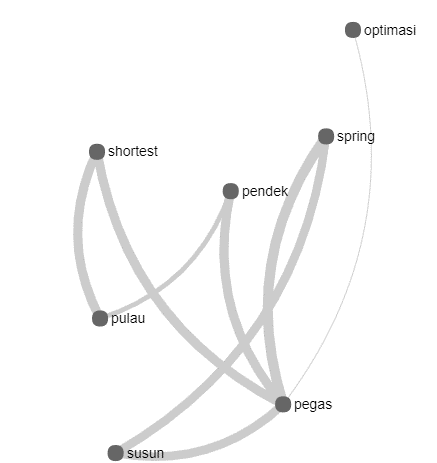 optimasi
spring
shortest
pendek
pulau
pegas
susun